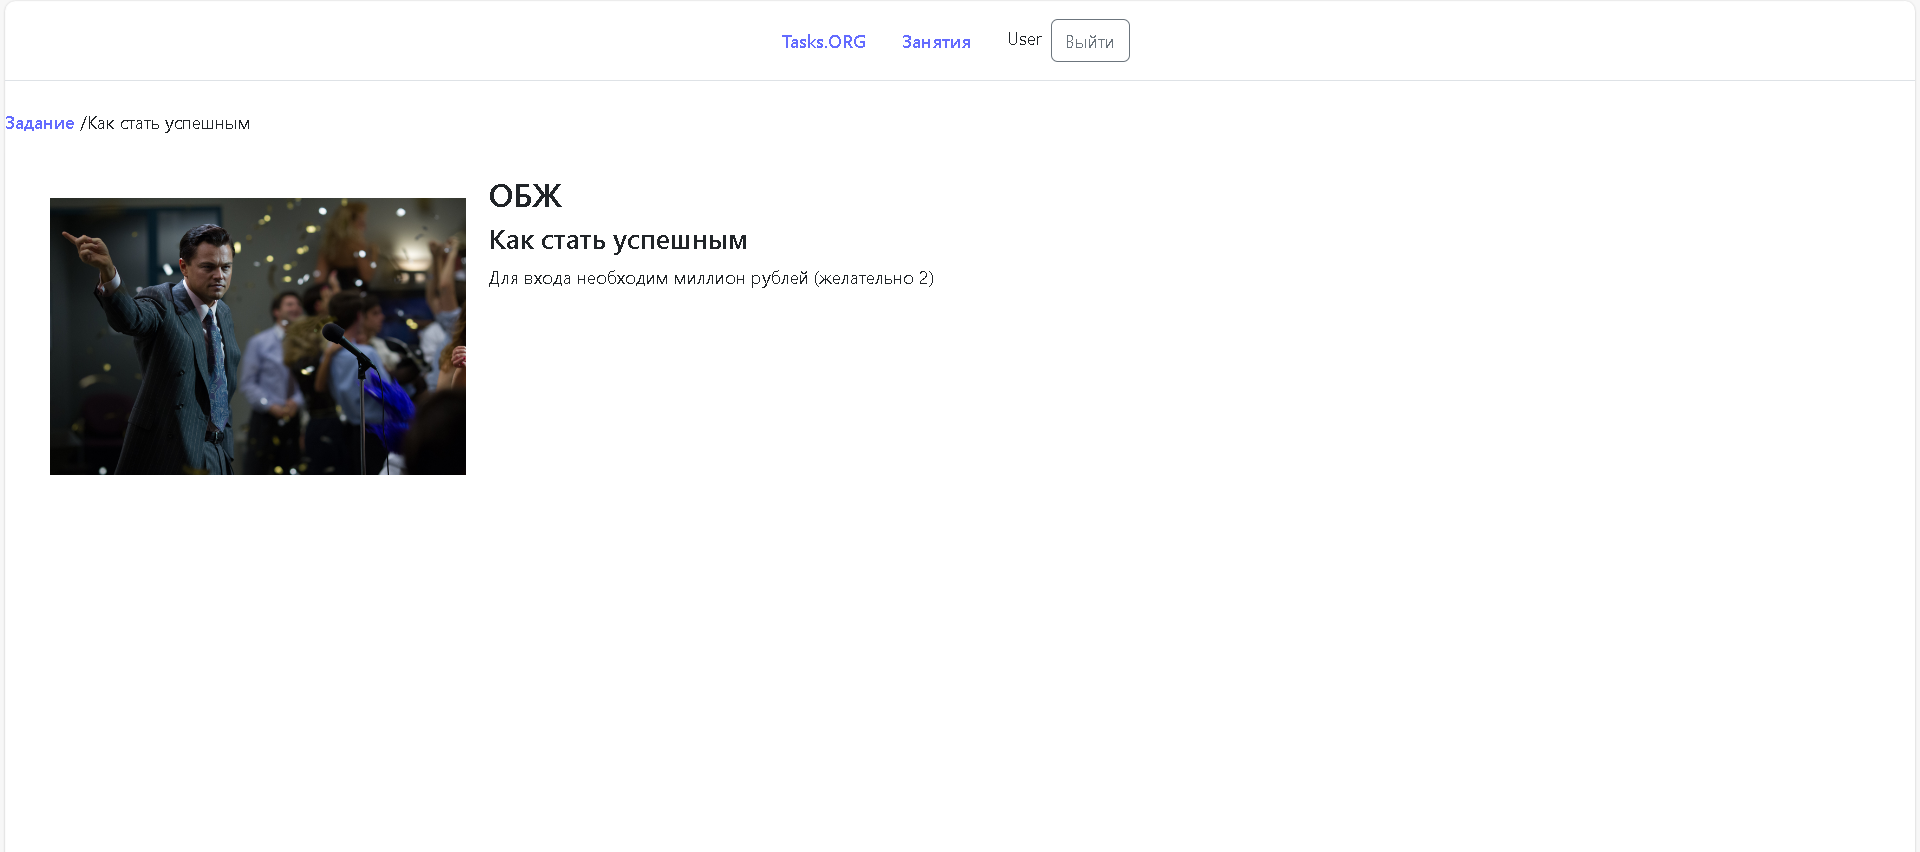 Tasks.ORG Занятия User Выйти
Задание /Как стать успешным
ОБЖ
Как стать успешным
Для входа необходим миллион рублей (желательно 2)